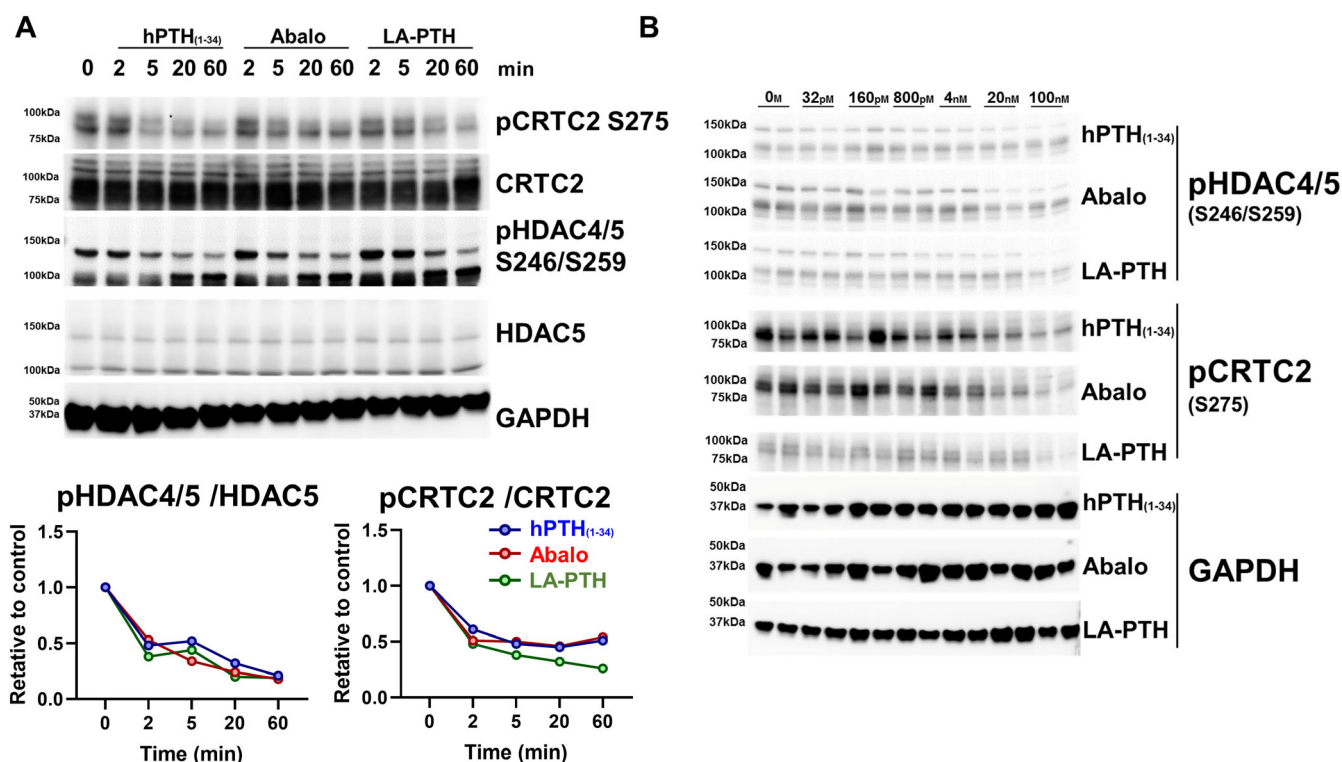 A
hPTH(1-34) Abalo LA-PTH
0 2 5 20 60 2 5 20 60 2 5 20 60 min
100kDa
75kDa
pCRTC2 S275
100kDa
75kDa
CRTC2
150kDa
100kDa
pHDAC4/5
S246/S259
150kDa
100kDa
HDAC5
50kDa
37kDa
GAPDH
pHDAC4/5 /HDAC5
Retative to control
1.5
1.0
0.5
0.0
0 2 5 20 60
Time (min)
pCRTC2 /CRTC2
Retative to control
1.5
1.0
0.5
0.0
hPTH(1-34)
Abalo
LA-PTH
0 2 5 20 60
Time (min)
B
0M 32pM 160pM 800pM 4nM 20nM 100nM
150kDa
100kDa
hPTH(1-34)
150kDa
100kDa
Abalo
150kDa
100kDa
LA-PTH
pHDAC4/5
(S246/S259)
100kDa
75kDa
hPTH(1-34)
100kDa
75kDa
Abalo
100kDa
75kDa
LA-PTH
pCRTC2
(S275)
50kDa
37kDa
hPTH(1-34)
50kDa
37kDa
Abalo
50kDa
37kDa
LA-PTH
GAPDH